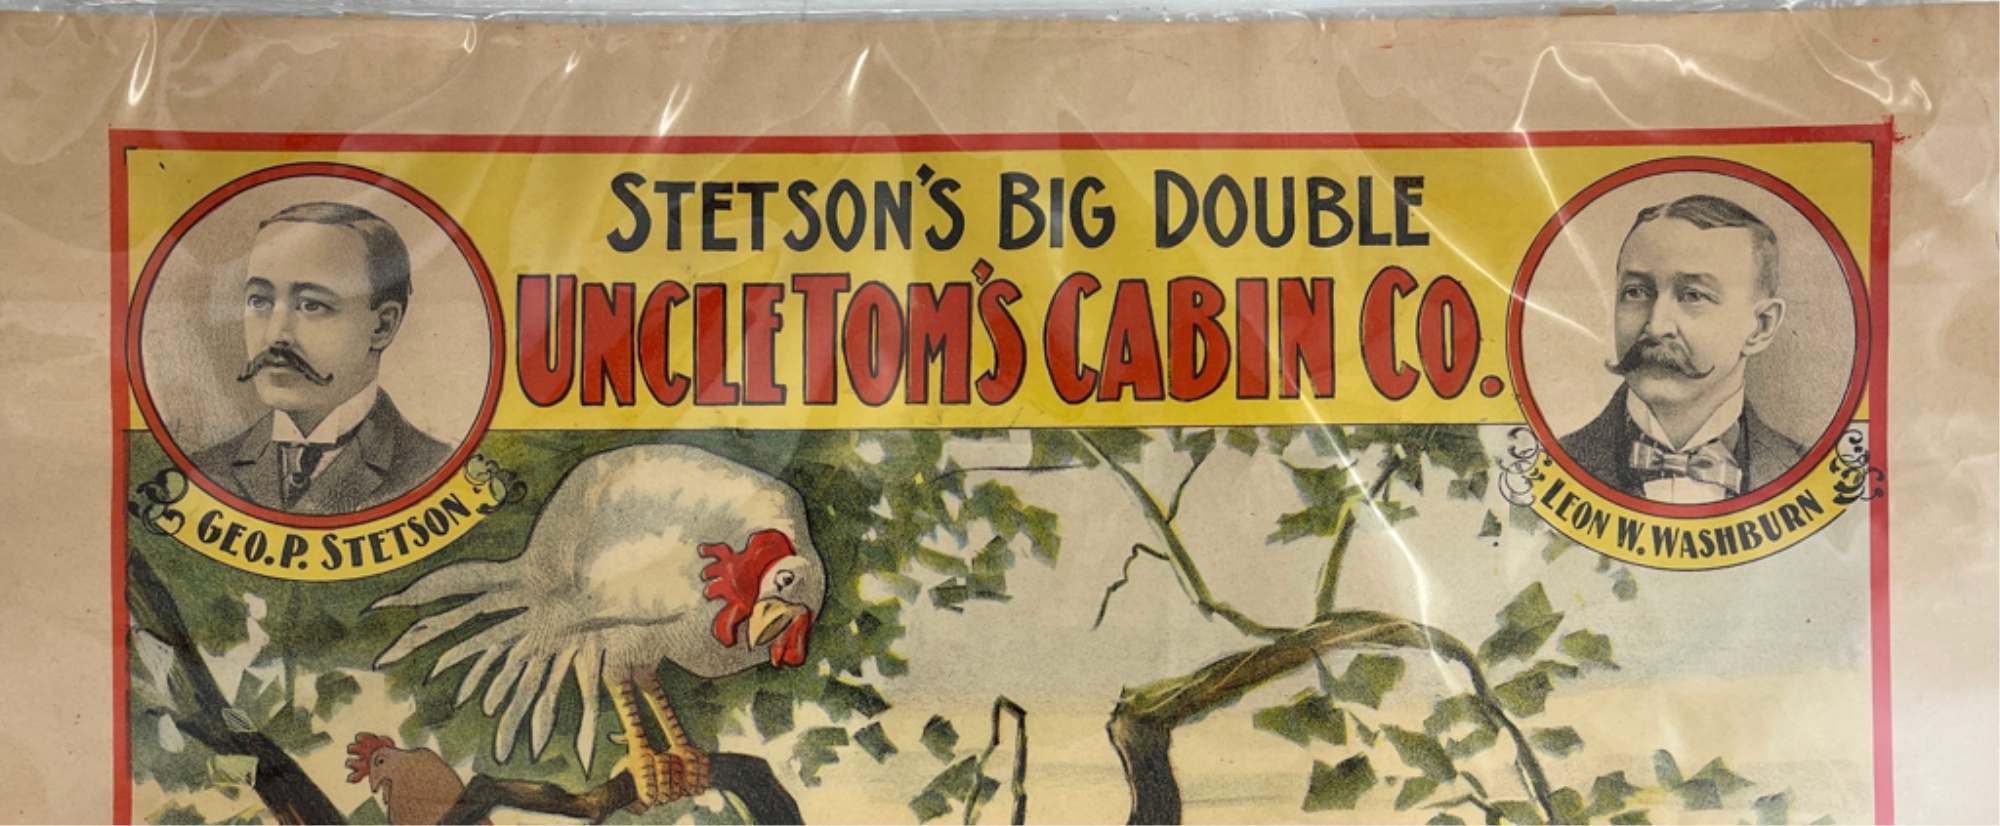 STETSON'S BIG DOUBLE
UNCLE TOM'S CABIN CO.
GEO. P. STETSON
LEON W. WASHBURN